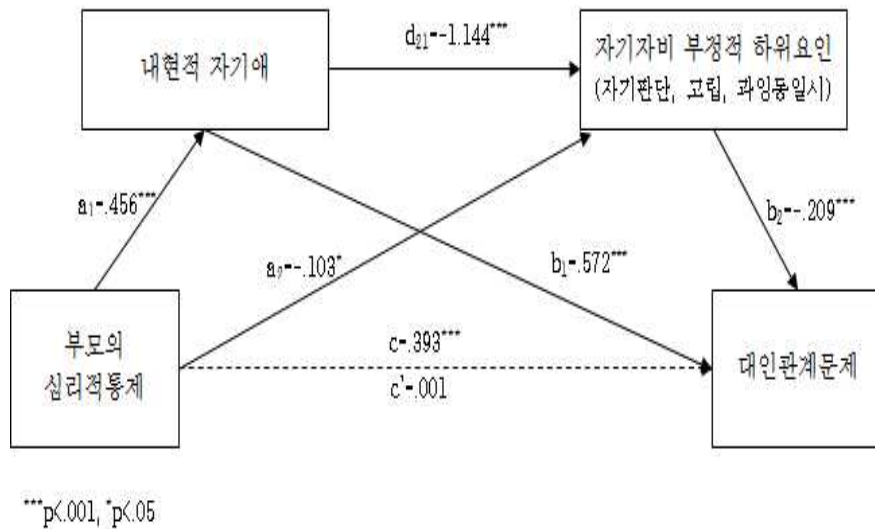 d₂₁=-1.144***
내현적 자기애
자기자비 부정적 하위요인
(자기판단, 고립, 과잉동일시)
a₁=.456***
b₂=-.209***
a₂=-.103*
b₁=.572***
부모의
심리적통제
c=.393***
c'=.001
대인관계문제
***p<.001, *p<.05